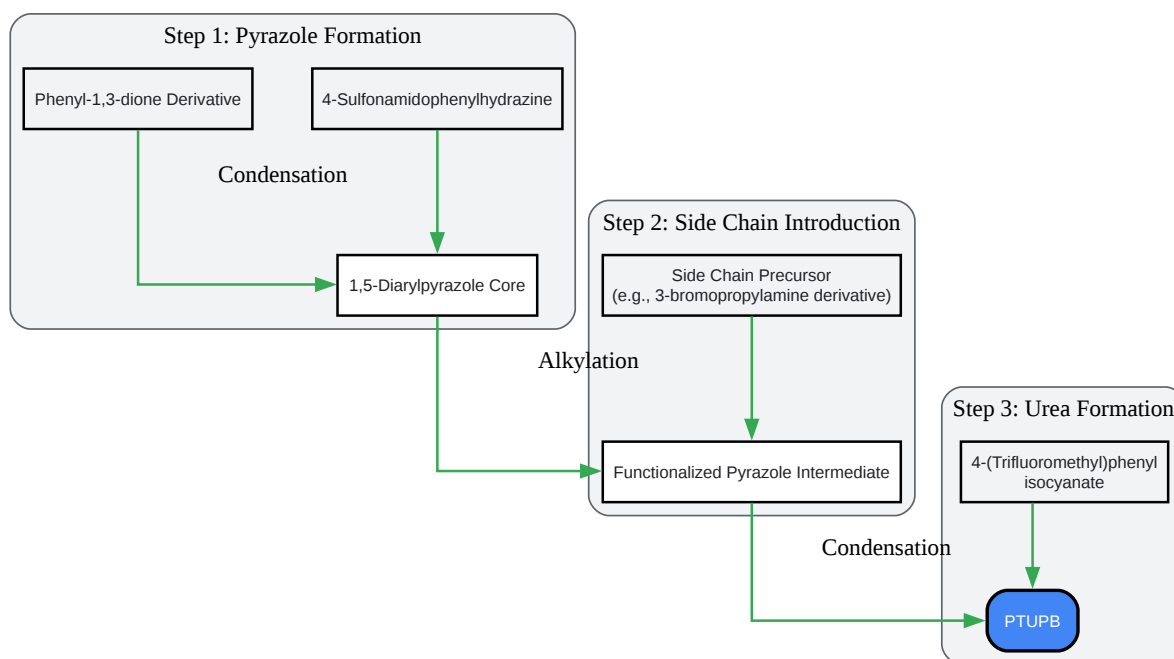 Step 1: Pyrazole Formation
Phenyl-1,3-dione Derivative
4-Sulfonamidophenylhydrazine
Condensation
1,5-Diarylpyrazole Core
Step 2: Side Chain Introduction
Side Chain Precursor
(e.g., 3-bromopropylamine derivative)
Alkylation
Functionalized Pyrazole Intermediate
Step 3: Urea Formation
4-(Trifluoromethyl)phenyl
isocyanate
Condensation
PTUPB